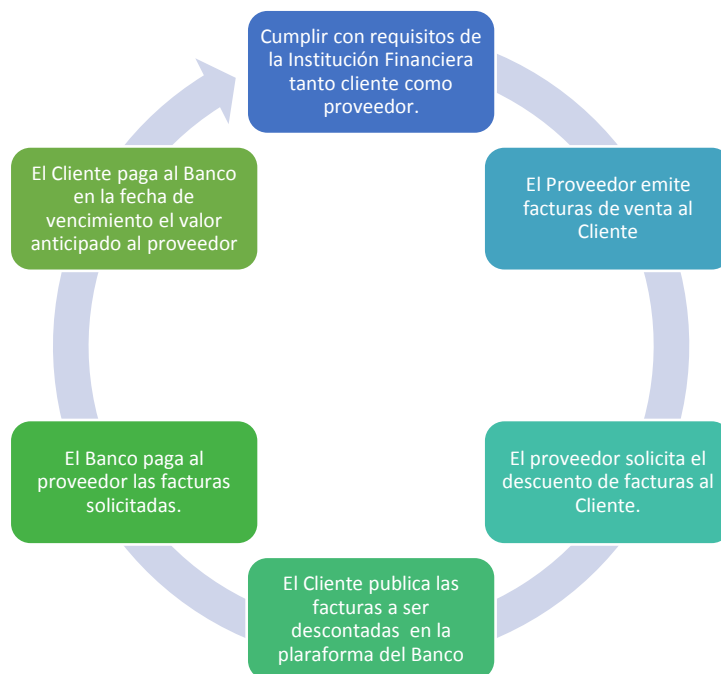 Cumplir con requisitos de
la Institución Financiera
tanto cliente como
proveedor.
El Proveedor emite
facturas de venta al
Cliente
El proveedor solicita el
descuento de facturas al
Cliente.
El Cliente publica las
facturas a ser
descontadas en la
plaraforma del Banco
El Banco paga al
proveedor las facturas
solicitadas.
El Cliente paga al Banco
en la fecha de
vencimiento el valor
anticipado al proveedor